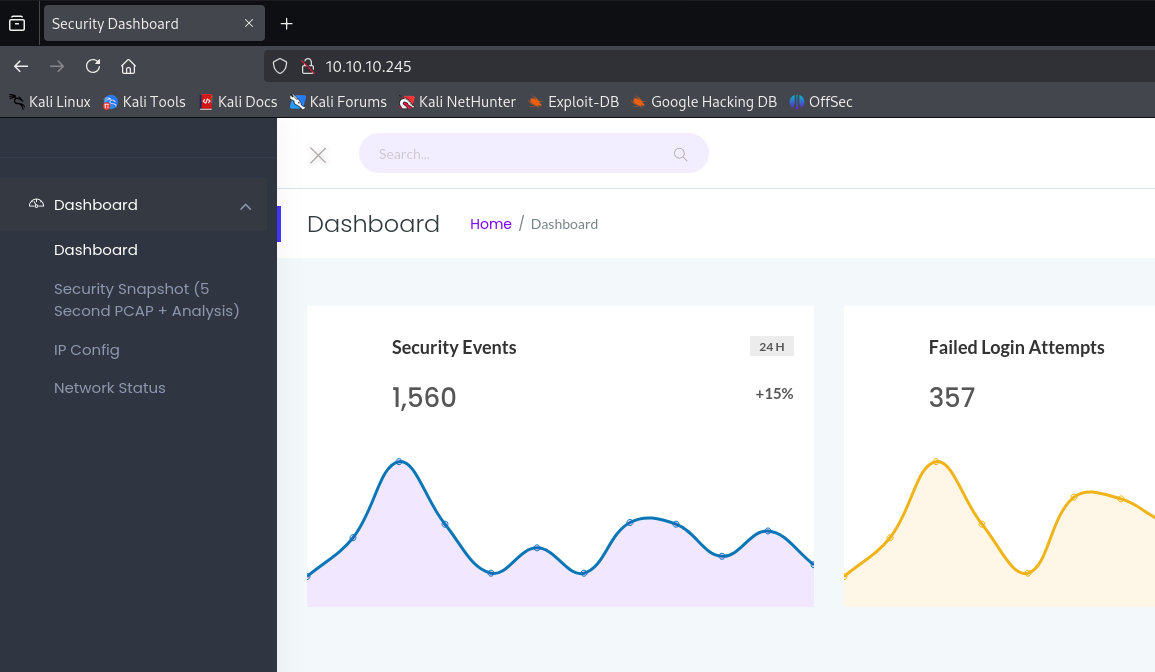 Security Dashboard
10.10.10.245
Kali Linux Kali Tools Kali Docs Kali Forums Kali NetHunter Exploit-DB Google Hacking DB OffSec
Search...
Dashboard
Dashboard
Security Snapshot (5
Second PCAP + Analysis)
IP Config
Network Status
Dashboard Home / Dashboard
Security Events 24 H
1,560 +15%
Failed Login Attempts
357